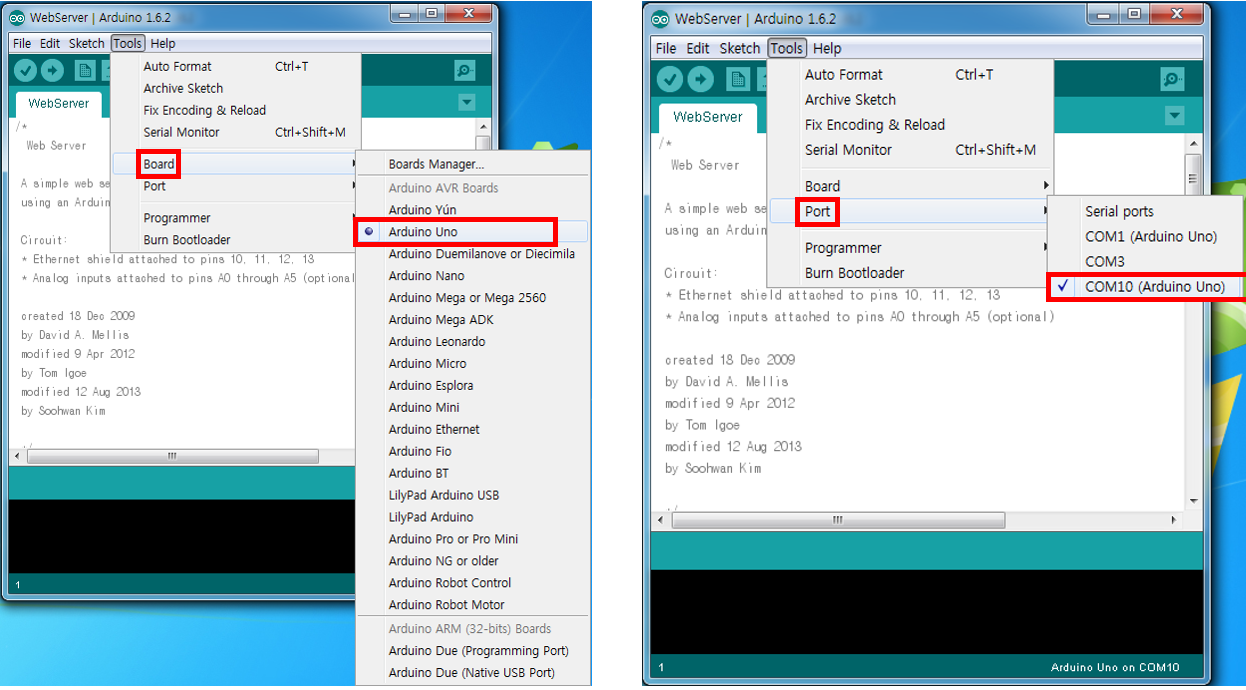 WebServer | Arduino 1.6.2
File Edit Sketch Tools Help
Auto Format Ctrl+T
Archive Sketch
Fix Encoding & Reload
Serial Monitor Ctrl+Shift+M
Board
Port
Programmer
Burn Bootloader
WebServer
/*
Web Server
A simple web se
using an Arduin
Circuit:
* Ethernet shield attached to pins 10, 11, 12, 13
* Analog inputs attached to pins A0 through A5 (optional
created 18 Dec 2009
by David A. Mellis
modified 9 Apr 2012
by Tom Igoe
modified 12 Aug 2013
by Soohwan Kim
*/
1
Boards Manager...
Arduino AVR Boards
Arduino Yún
Arduino Uno
Arduino Duemilanove or Diecimila
Arduino Nano
Arduino Mega or Mega 2560
Arduino Mega ADK
Arduino Leonardo
Arduino Micro
Arduino Esplora
Arduino Mini
Arduino Ethernet
Arduino Fio
Arduino BT
LilyPad Arduino USB
LilyPad Arduino
Arduino Pro or Pro Mini
Arduino NG or older
Arduino Robot Control
Arduino Robot Motor
Arduino ARM (32-bits) Boards
Arduino Due (Programming Port)
Arduino Due (Native USB Port)
WebServer | Arduino 1.6.2
File Edit Sketch Tools Help
Auto Format Ctrl+T
Archive Sketch
Fix Encoding & Reload
Serial Monitor Ctrl+Shift+M
Board
Port
Programmer
Burn Bootloader
Serial ports
COM1 (Arduino Uno)
COM3
COM10 (Arduino Uno)
WebServer
/*
Web Server
A simple web se
using an Arduin
Circuit:
* Ethernet shield attached to pins 10, 11, 12, 13
* Analog inputs attached to pins A0 through A5 (optional)
created 18 Dec 2009
by David A. Mellis
modified 9 Apr 2012
by Tom Igoe
modified 12 Aug 2013
by Soohwan Kim
*/
1
Arduino Uno on COM10